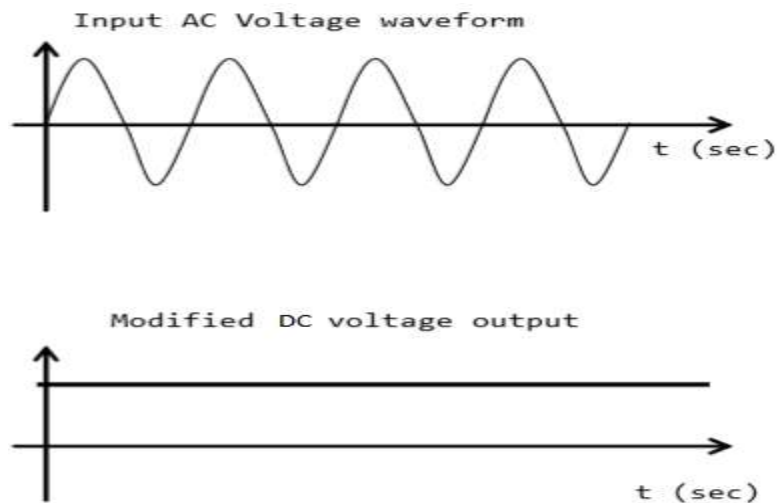 Input AC Voltage waveform
t (sec)
Modified DC voltage output
t (sec)